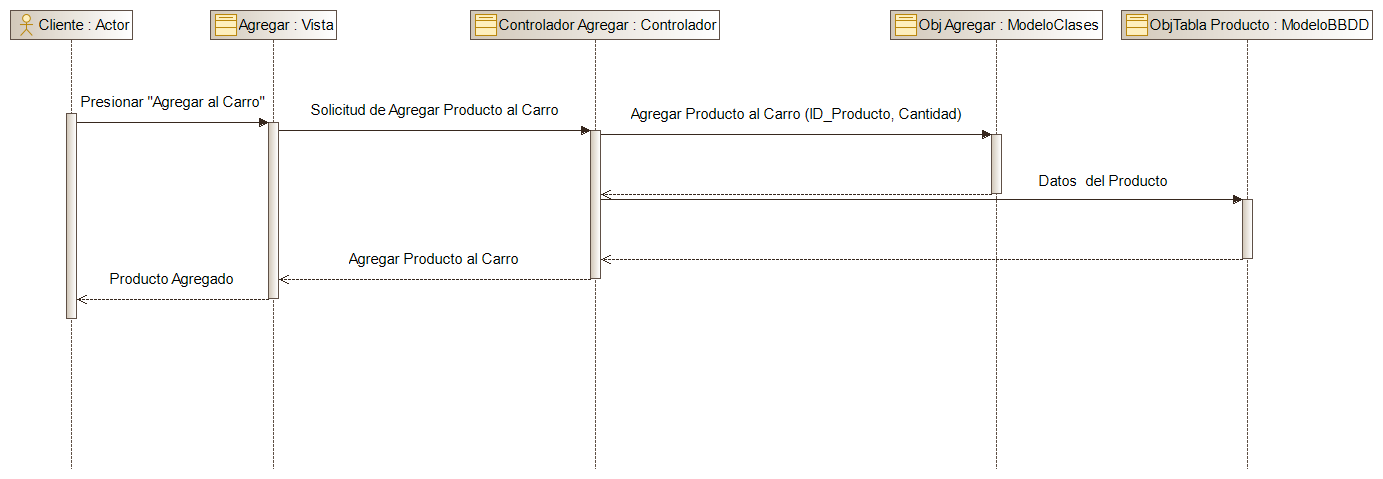 Cliente : Actor
Agregar : Vista
Controlador Agregar : Controlador
Obj Agregar : ModeloClases
ObjTabla Producto : ModeloBBDD
Presionar "Agregar al Carro"
Solicitud de Agregar Producto al Carro
Agregar Producto al Carro (ID_Producto, Cantidad)
Datos  del Producto
Agregar Producto al Carro
Producto Agregado